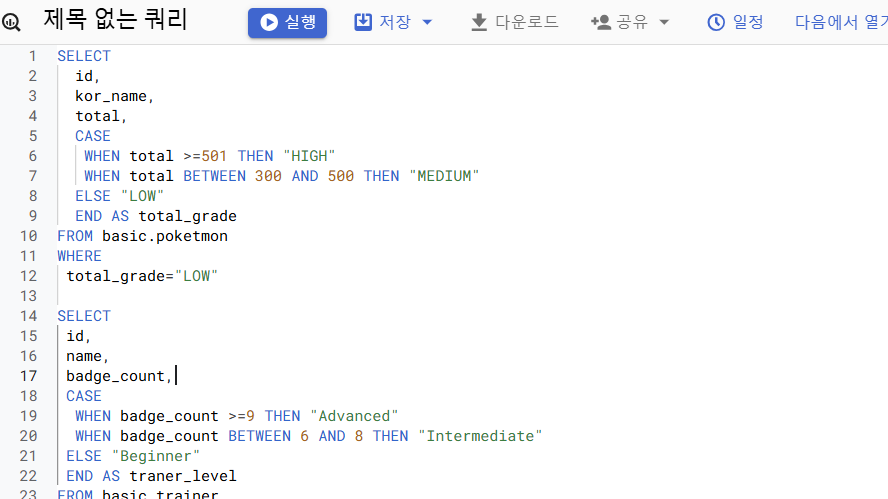 제목 없는 쿼리 실행 저장 다운로드 공유 일정 다음에서 열기
1 SELECT
2 id,
3 kor_name,
4 total,
5 CASE
6 WHEN total >=501 THEN "HIGH"
7 WHEN total BETWEEN 300 AND 500 THEN "MEDIUM"
8 ELSE "LOW"
9 END AS total_grade
10 FROM basic.poketmon
11 WHERE
12 total_grade="LOW"
13
14 SELECT
15 id,
16 name,
17 badge_count,
18 CASE
19 WHEN badge_count >=9 THEN "Advanced"
20 WHEN badge_count BETWEEN 6 AND 8 THEN "Intermediate"
21 ELSE "Beginner"
22 END AS traner_level
23 FROM basic.trainer